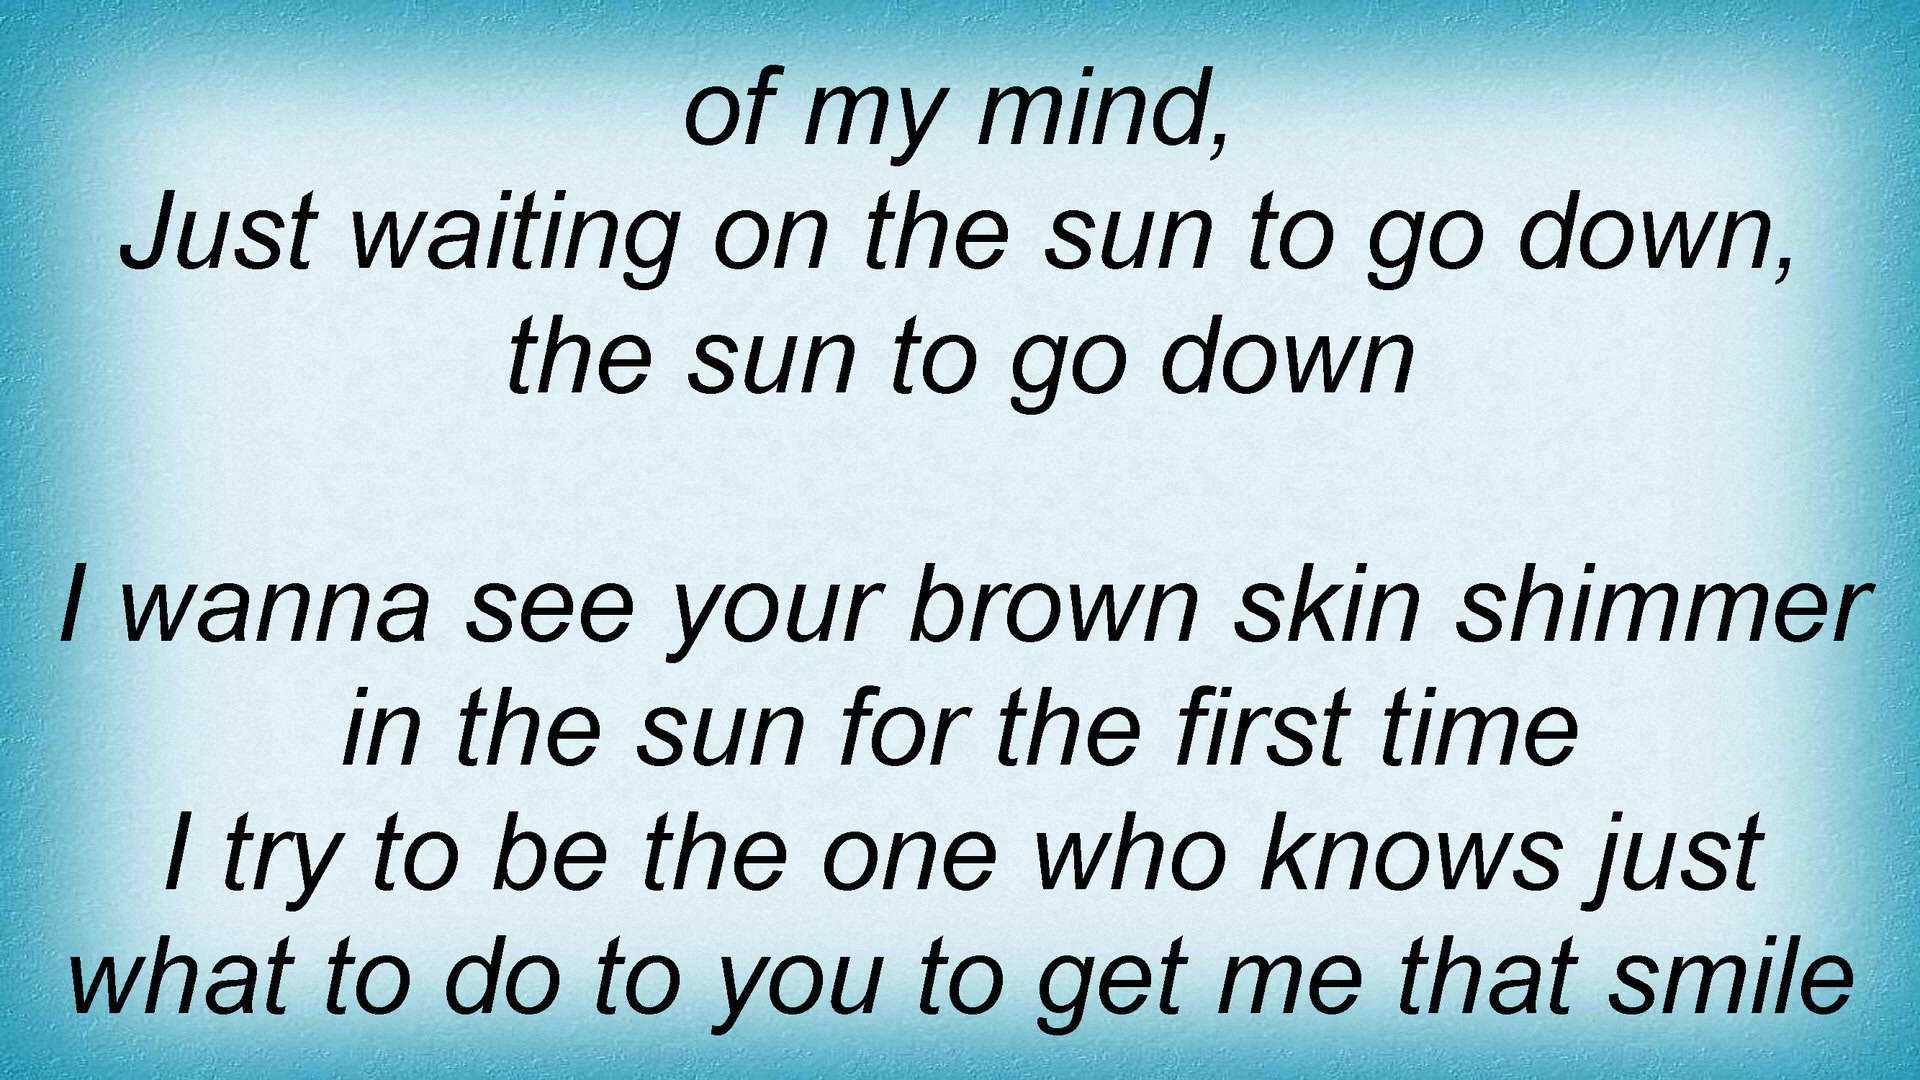 of my mind,
Just waiting on the sun to go down,
the sun to go down
I wanna see your brown skin shimmer
in the sun for the first time
I try to be the one who knows just
what to do to you to get me that smile